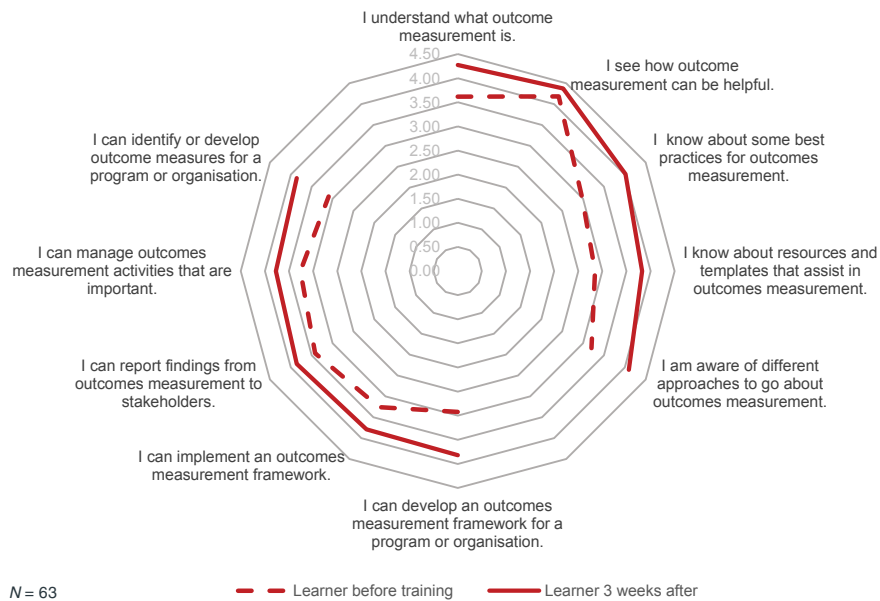 I understand what outcome
measurement is.
4.50
4.00
3.50
3.00
2.50
2.00
1.50
1.00
0.50
0.00
I see how outcome
measurement can be helpful.
I know about some best
practices for outcomes
measurement.
I know about resources and
templates that assist in
outcomes measurement.
I am aware of different
approaches to go about
outcomes measurement.
I can develop an outcomes
measurement framework for a
program or organisation.
I can implement an outcomes
measurement framework.
I can report findings from
outcomes measurement to
stakeholders.
I can manage outcomes
measurement activities that are
important.
I can identify or develop
outcome measures for a
program or organisation.
N = 63
Learner before training
Learner 3 weeks after